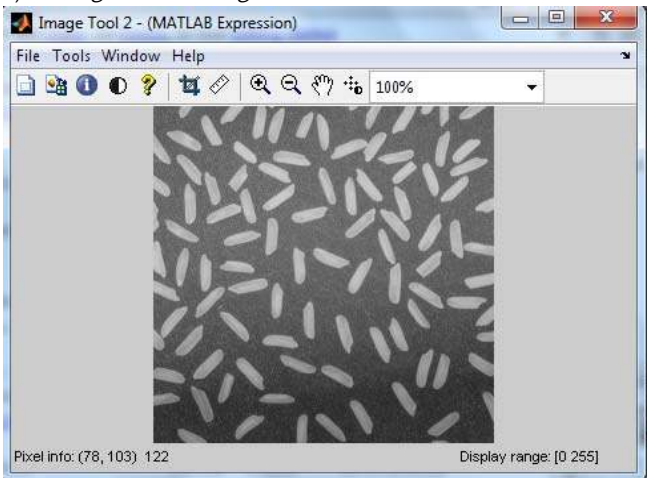 Image Tool 2 - (MATLAB Expression)
File Tools Window Help
100%
Pixel info: (78, 103) 122
Display range: [0 255]